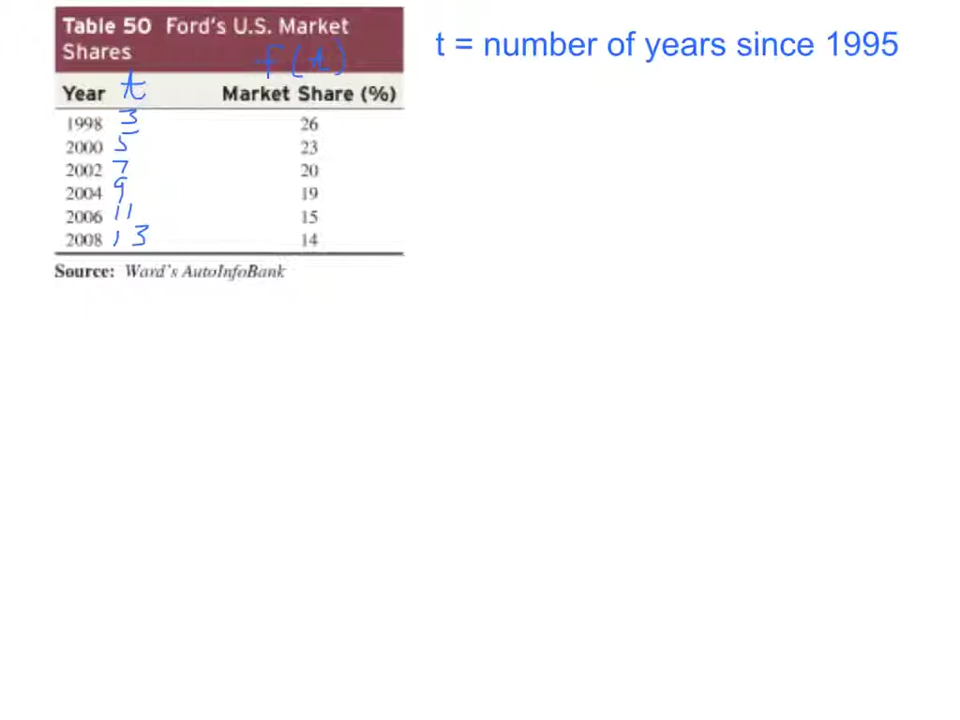 Table 50 Ford's U.S. Market
Shares
f(t)
t = number of years since 1995
Year t Market Share (%)
1998 3 26
2000 5 23
2002 7 20
2004 9 19
2006 11 15
2008 13 14
Source: Ward's AutoInfoBank